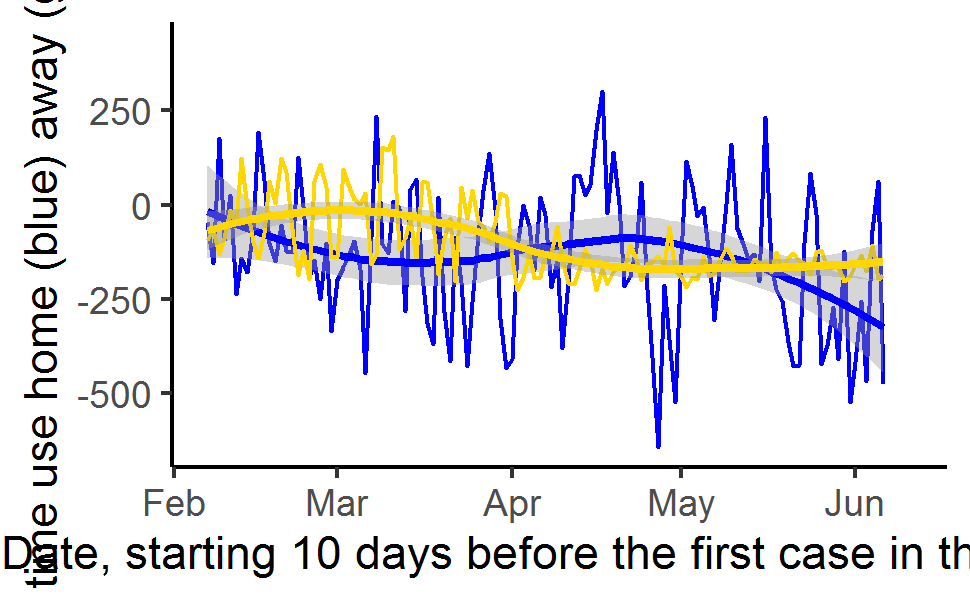 time use home (blue) away (
250
0
-250
-500
Feb Mar Apr May Jun
Date, starting 10 days before the first case in th